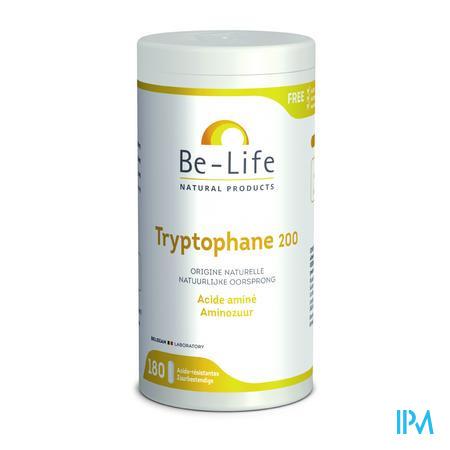 FREE
Be-Life
NATURAL PRODUCTS
Tryptophane 200
ORIGINE NATURELLE
NATUURLIJKE OORSPRONG
Acide aminé
Aminozuur
BELGIAN LABORATORY
180 Acido-résistantes
Zuurbestendige
IPM